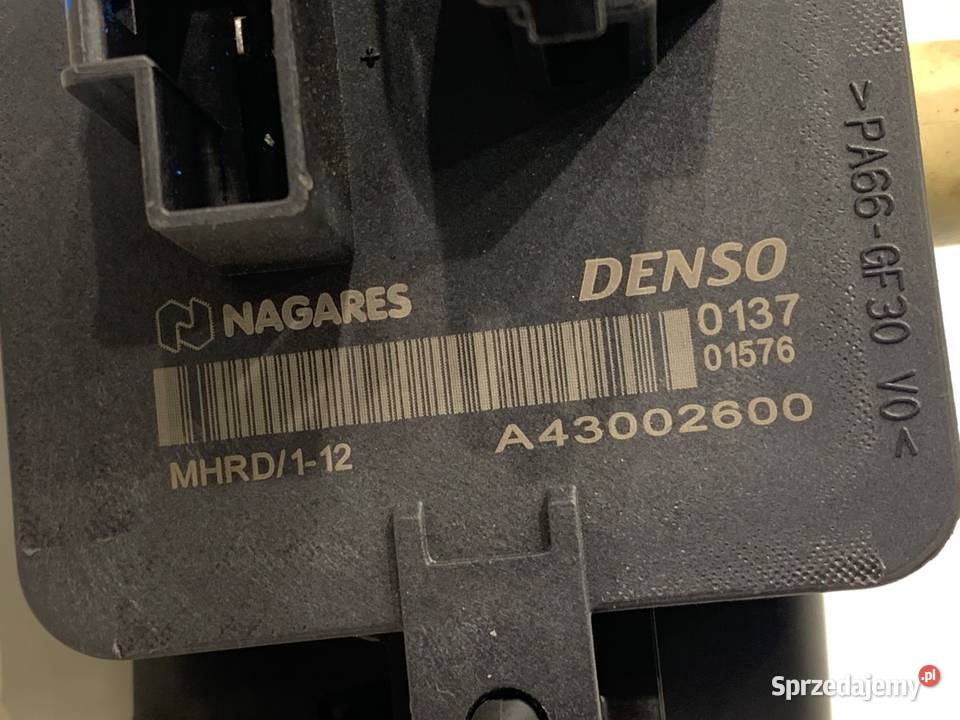 >PA66-GF30 V0<
NAGARES
DENSO
0137
01576
A43002600
MHRD/1-12
Sprzedajemy.pl